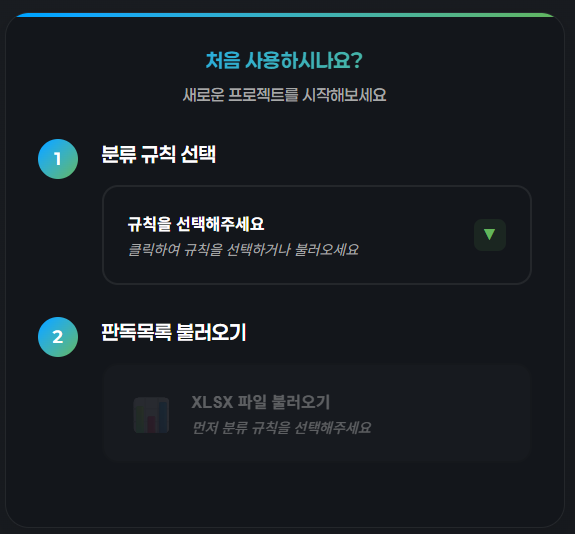 처음 사용하시나요?
새로운 프로젝트를 시작해보세요
1
분류 규칙 선택
규칙을 선택해주세요
클릭하여 규칙을 선택하거나 불러오세요
2
판독목록 불러오기
XLSX 파일 불러오기
먼저 분류 규칙을 선택해주세요